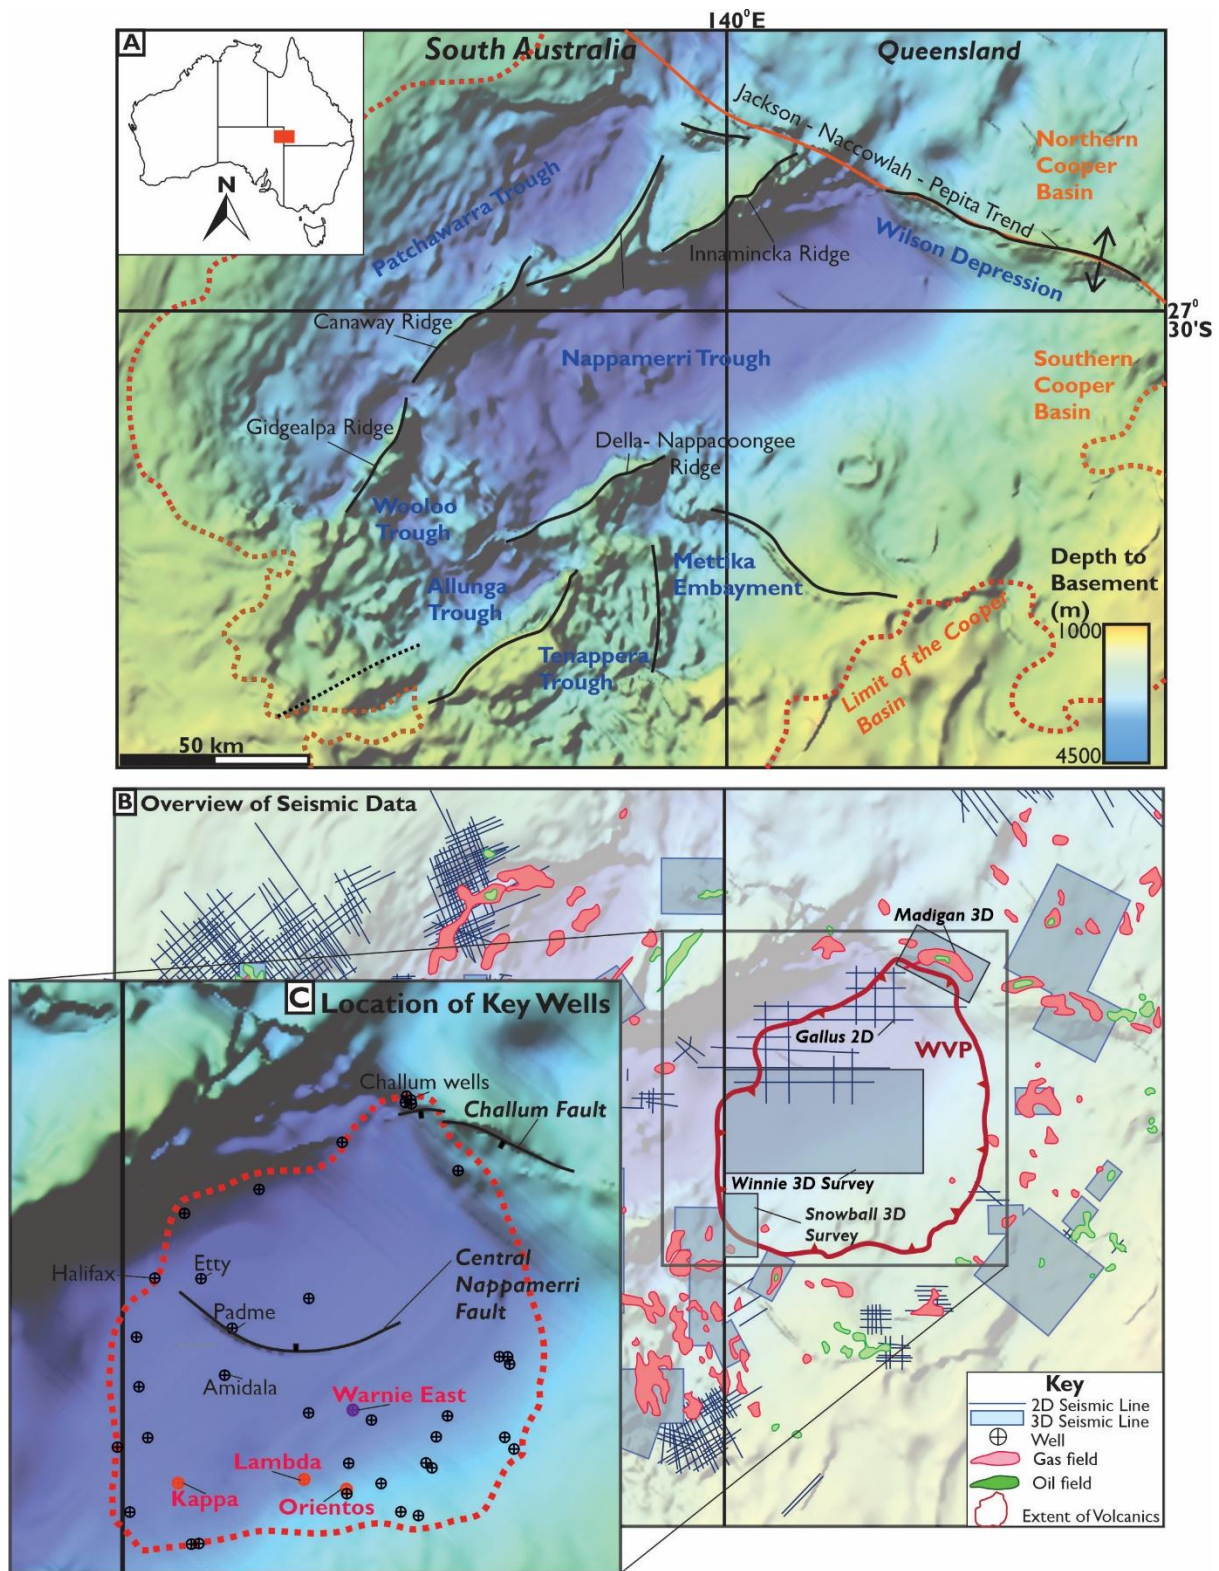 140°E
A
South Australia
Queensland
N
Jackson - Naccowlah - Pepita Trend
Northern
Cooper
Basin
Patchawarra Trough
Innamincka Ridge
Wilson Depression
27°
30'S
Canaway Ridge
Nappamerri Trough
Southern
Cooper
Basin
Gidgealpa Ridge
Della- Nappacoongee
Ridge
Wooloo
Trough
Mettika
Embayment
Depth to
Basement
(m)
Allunga
Trough
1000
Tenappera
Trough
Limit of the Cooper
Basin
50 km
4500
B Overview of Seismic Data
Madigan 3D
Gallus 2D
WVP
Winnie 3D Survey
Snowball 3D
Survey
C Location of Key Wells
Challum wells
Challum Fault
Halifax
Etty
Central
Nappamerri
Fault
Padme
Amidala
Warnie East
Lambda
Kappa
Orientos
Key
2D Seismic Line
3D Seismic Line
Well
Gas field
Oil field
Extent of Volcanics